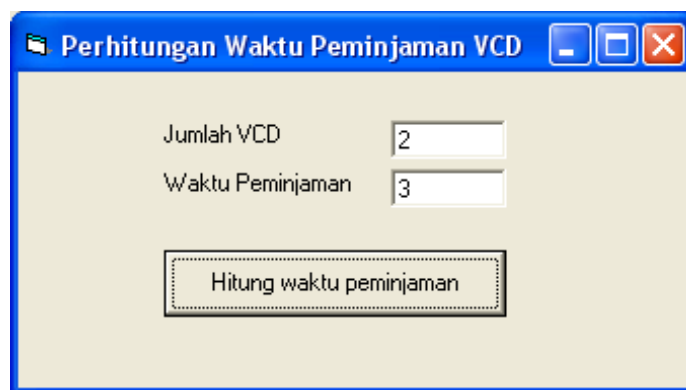 Perhitungan Waktu Peminjaman VCD
Jumlah VCD 2
Waktu Peminjaman 3
Hitung waktu peminjaman